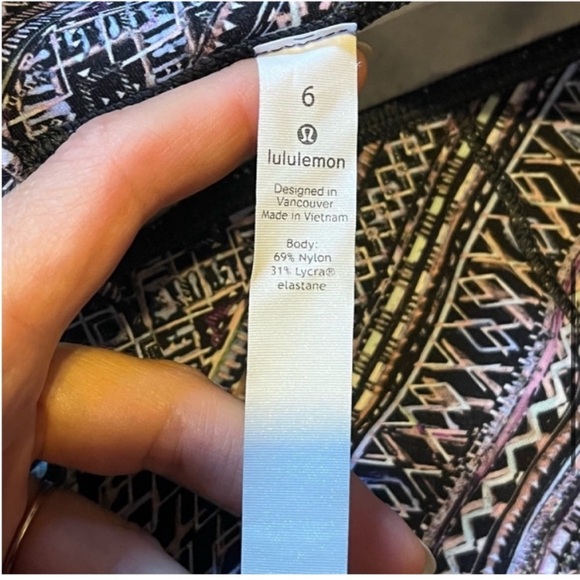 6
lululemon
Designed in
Vancouver
Made in Vietnam
Body:
69% Nylon
31% Lycra®
elastane